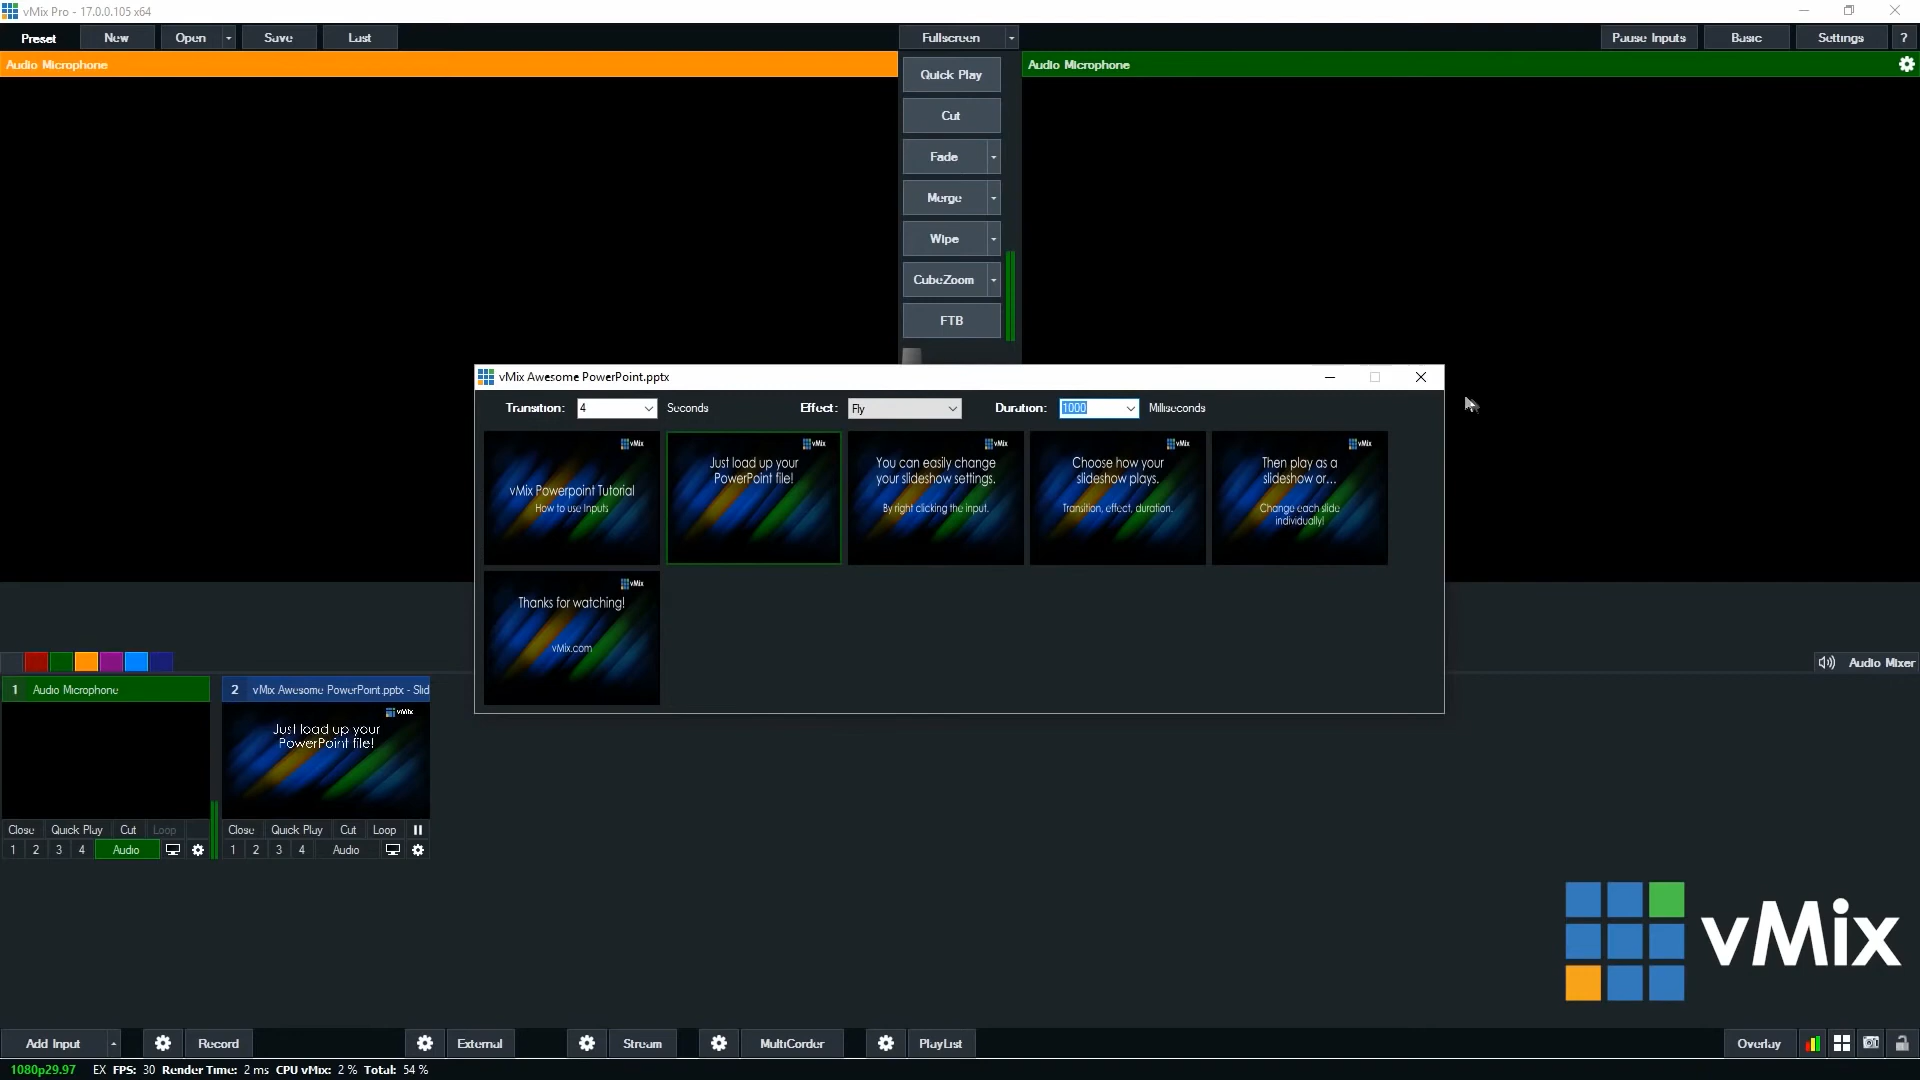 vMix Pro - 17.0.0.105 x64
Preset
New
Open
Save
Last
Fullscreen
Pause Inputs
Basic
Settings
?
Audio Microphone
Audio Microphone
Quick Play
Cut
Fade
Merge
Wipe
CubeZoom
FTB
vMix Awesome PowerPoint.pptx
Transition: 4 Seconds
Effect: Fly
Duration: 1000 Milliseconds
vMix
vMix Powerpoint Tutorial
How to use Inputs
vMix
Just load up your
PowerPoint file!
vMix
You can easily change
your slideshow settings.
By right clicking the input.
vMix
Choose how your
slideshow plays.
Transition, effect, duration.
vMix
Then play as a
slideshow or...
Change each slide
individually!
vMix
Thanks for watching!
vMix.com
Audio Mixer
1 Audio Microphone
2 vMix Awesome PowerPoint.pptx - Slid
vMix
Just load up your
PowerPoint file!
Close Quick Play Cut Loop
1 2 3 4 Audio
Close Quick Play Cut Loop
1 2 3 4 Audio
vMix
Add Input
Record
External
Stream
MultiCorder
PlayList
Overlay
1080p29.97 EX FPS: 30 Render Time: 2 ms CPU vMix: 2 % Total: 54 %